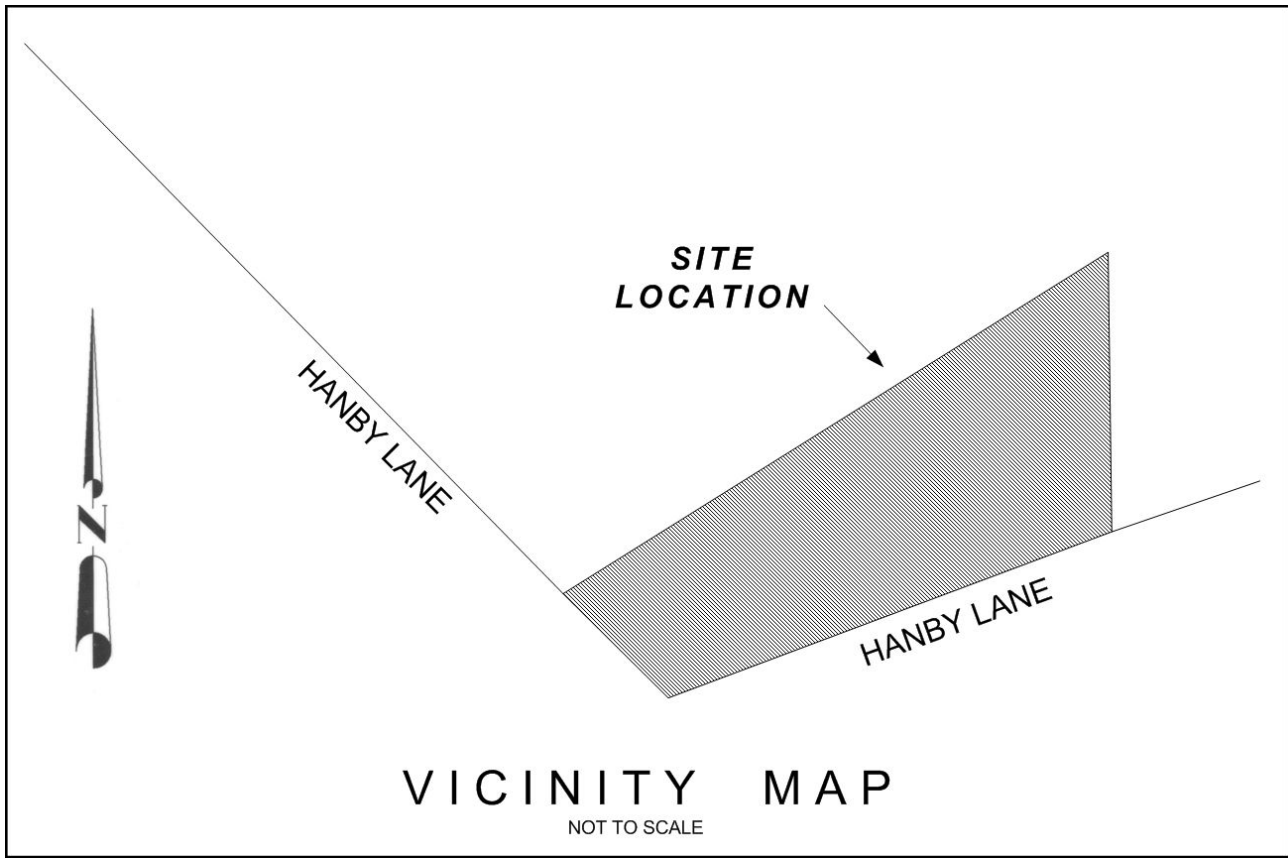 SITE
LOCATION
HANBY LANE
N
HANBY LANE
VICINITY MAP
NOT TO SCALE